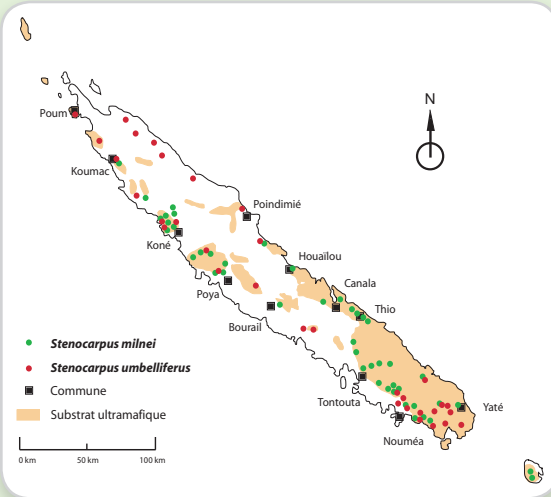 N
Poum
Koumac
Poindimié
Koné
Houaïlou
Canala
Poya
Thio
Bourail
Stenocarpus milnei
Stenocarpus umbelliferus
Commune
Substrat ultramafique
Tontouta
Yaté
Nouméa
0 km 50 km 100 km